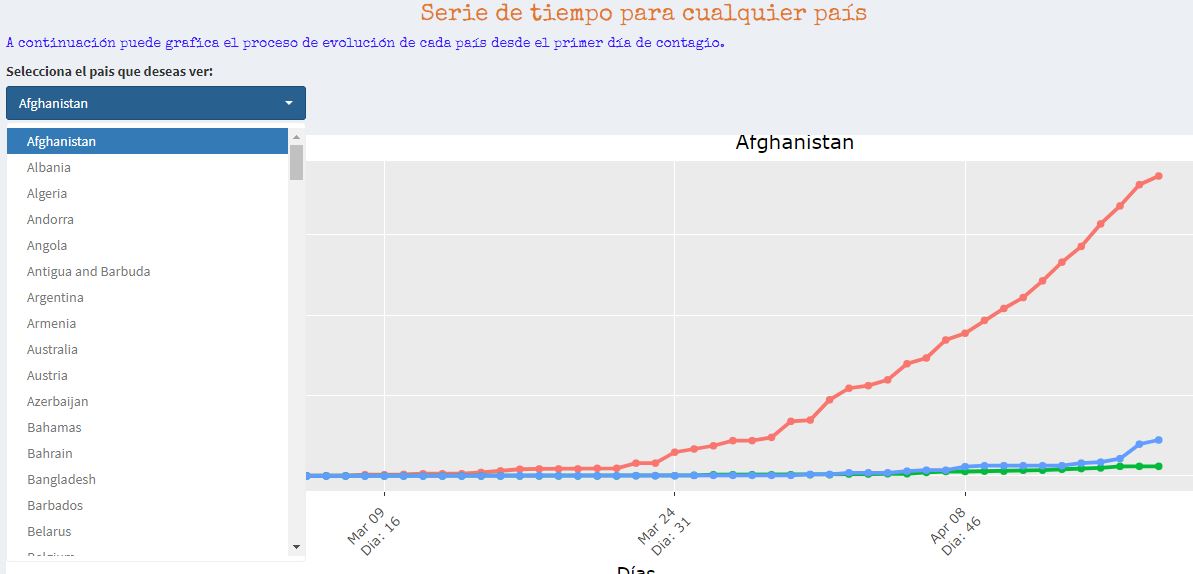 Serie de tiempo para cualquier país
A continuación puede grafica el proceso de evolución de cada país desde el primer día de contagio.
Selecciona el pais que deseas ver:
Afghanistan
Afghanistan
Albania
Algeria
Andorra
Angola
Antigua and Barbuda
Argentina
Armenia
Australia
Austria
Azerbaijan
Bahamas
Bahrain
Bangladesh
Barbados
Belarus
Belgium
Afghanistan
Mar 09
Dia: 16
Mar 24
Dia: 31
Apr 08
Dia: 46
Días